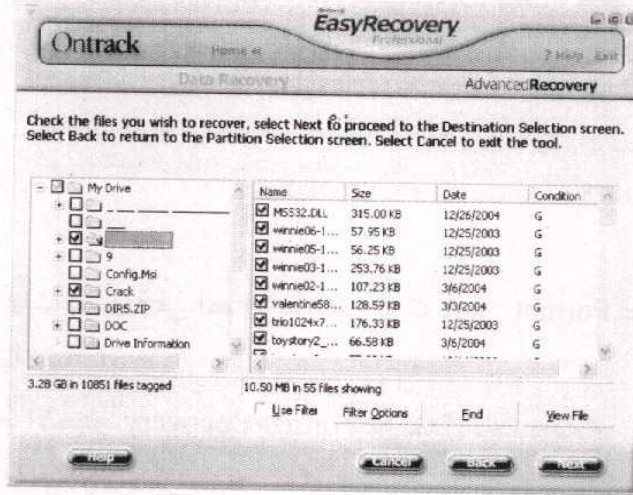 EasyRecovery
Professional
Ontrack
Home «
? Help Exit
Data Recovery
AdvancedRecovery
Check the files you wish to recover, select Next to proceed to the Destination Selection screen.
Select Back to return to the Partition Selection screen. Select Cancel to exit the tool.
My Drive
9
Config.Msi
Crack
DIR5.ZIP
DOC
Drive Information
Name Size Date Condition
MS532.DLL 315.00 KB 12/26/2004 G
winnie06-1... 57.95 KB 12/25/2003 G
winnie05-1... 56.25 KB 12/25/2003 G
winnie03-1... 253.76 KB 12/25/2003 G
winnie02-1... 107.23 KB 3/6/2004 G
valentine58... 128.59 KB 3/3/2004 G
trio1024x7... 176.33 KB 12/25/2003 G
toystory2_... 66.58 KB 3/6/2004 G
3.28 GB in 10851 files tagged
10.50 MB in 55 files showing
Use Filter Filter Options Find View File
Help Cancel Back Next